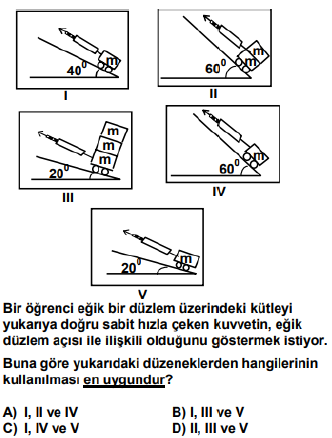 40⁰ m
I
60⁰ m m
II
20⁰ m m m
III
60⁰ m
IV
20⁰ m
V
Bir öğrenci eğik bir düzlem üzerindeki kütleyi
yukarıya doğru sabit hızla çeken kuvvetin, eğik
düzlem açısı ile ilişkili olduğunu göstermek istiyor.
Buna göre yukarıdaki düzeneklerden hangilerinin
kullanılması en uygundur?
A) I, II ve IV B) I, III ve V
C) I, IV ve V D) II, III ve V